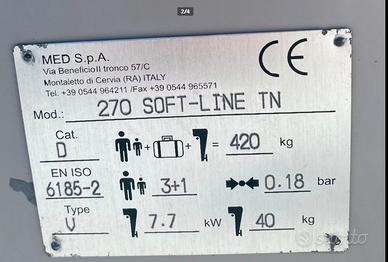 2/4
MED S.p.A.
Via Beneficio II tronco 57/C
Montaletto di Cervia (RA) ITALY
Tel. +39 0544 964211 /Fax +39 0544 965571
CE
Mod.: 270 SOFT-LINE TN
Cat.
D
+ + = 420 kg
EN ISO
6185-2
3+1
0.18 bar
Type
V
7.7 kW
40 kg
subito